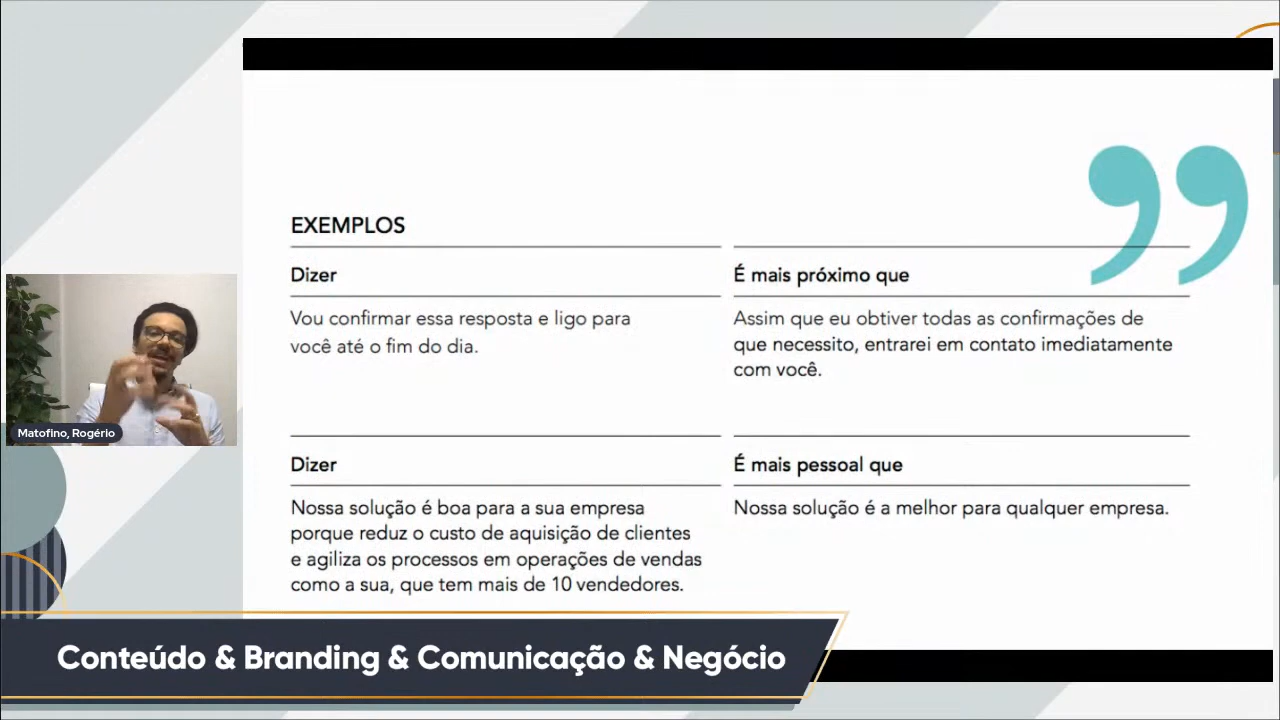 EXEMPLOS
Dizer
É mais próximo que
Vou confirmar essa resposta e ligo para
você até o fim do dia.
Assim que eu obtiver todas as confirmações de
que necessito, entrarei em contato imediatamente
com você.
Dizer
É mais pessoal que
Nossa solução é boa para a sua empresa
porque reduz o custo de aquisição de clientes
e agiliza os processos em operações de vendas
como a sua, que tem mais de 10 vendedores.
Nossa solução é a melhor para qualquer empresa.
Matofino, Rogério
Conteúdo & Branding & Comunicação & Negócio